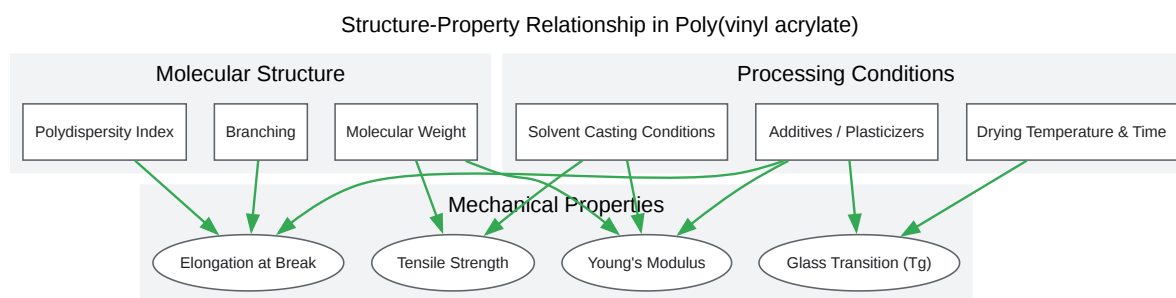 Structure-Property Relationship in Poly(vinyl acrylate)
Molecular Structure
Processing Conditions
Polydispersity Index
Branching
Molecular Weight
Solvent Casting Conditions
Additives / Plasticizers
Drying Temperature & Time
Mechanical Properties
Elongation at Break
Tensile Strength
Young's Modulus
Glass Transition (Tg)